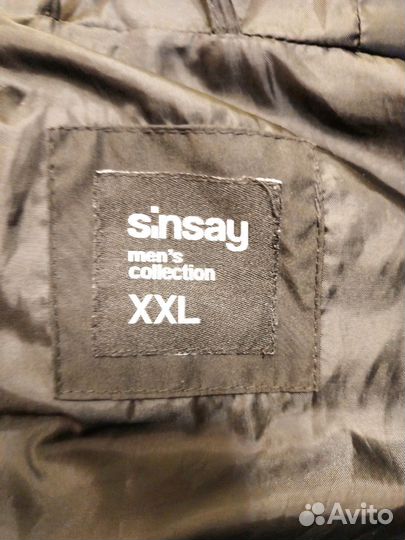 sinsay
men's
collection
XXL
Avito